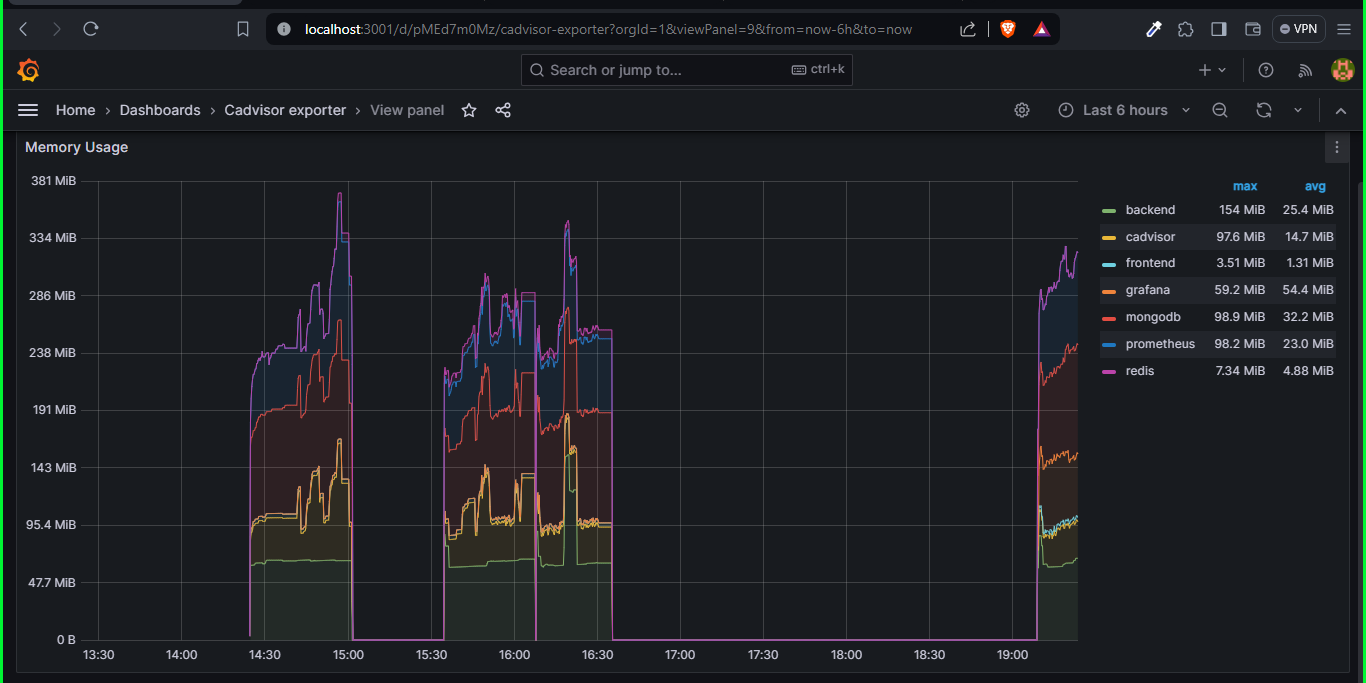 localhost:3001/d/pMEd7m0Mz/cadvisor-exporter?orgId=1&viewPanel=9&from=now-6h&to=now
VPN
Search or jump to...
ctrl+k
Home › Dashboards › Cadvisor exporter › View panel
Last 6 hours
Memory Usage
381 MiB
334 MiB
286 MiB
238 MiB
191 MiB
143 MiB
95.4 MiB
47.7 MiB
0 B
13:30 14:00 14:30 15:00 15:30 16:00 16:30 17:00 17:30 18:00 18:30 19:00
max avg
backend 154 MiB 25.4 MiB
cadvisor 97.6 MiB 14.7 MiB
frontend 3.51 MiB 1.31 MiB
grafana 59.2 MiB 54.4 MiB
mongodb 98.9 MiB 32.2 MiB
prometheus 98.2 MiB 23.0 MiB
redis 7.34 MiB 4.88 MiB